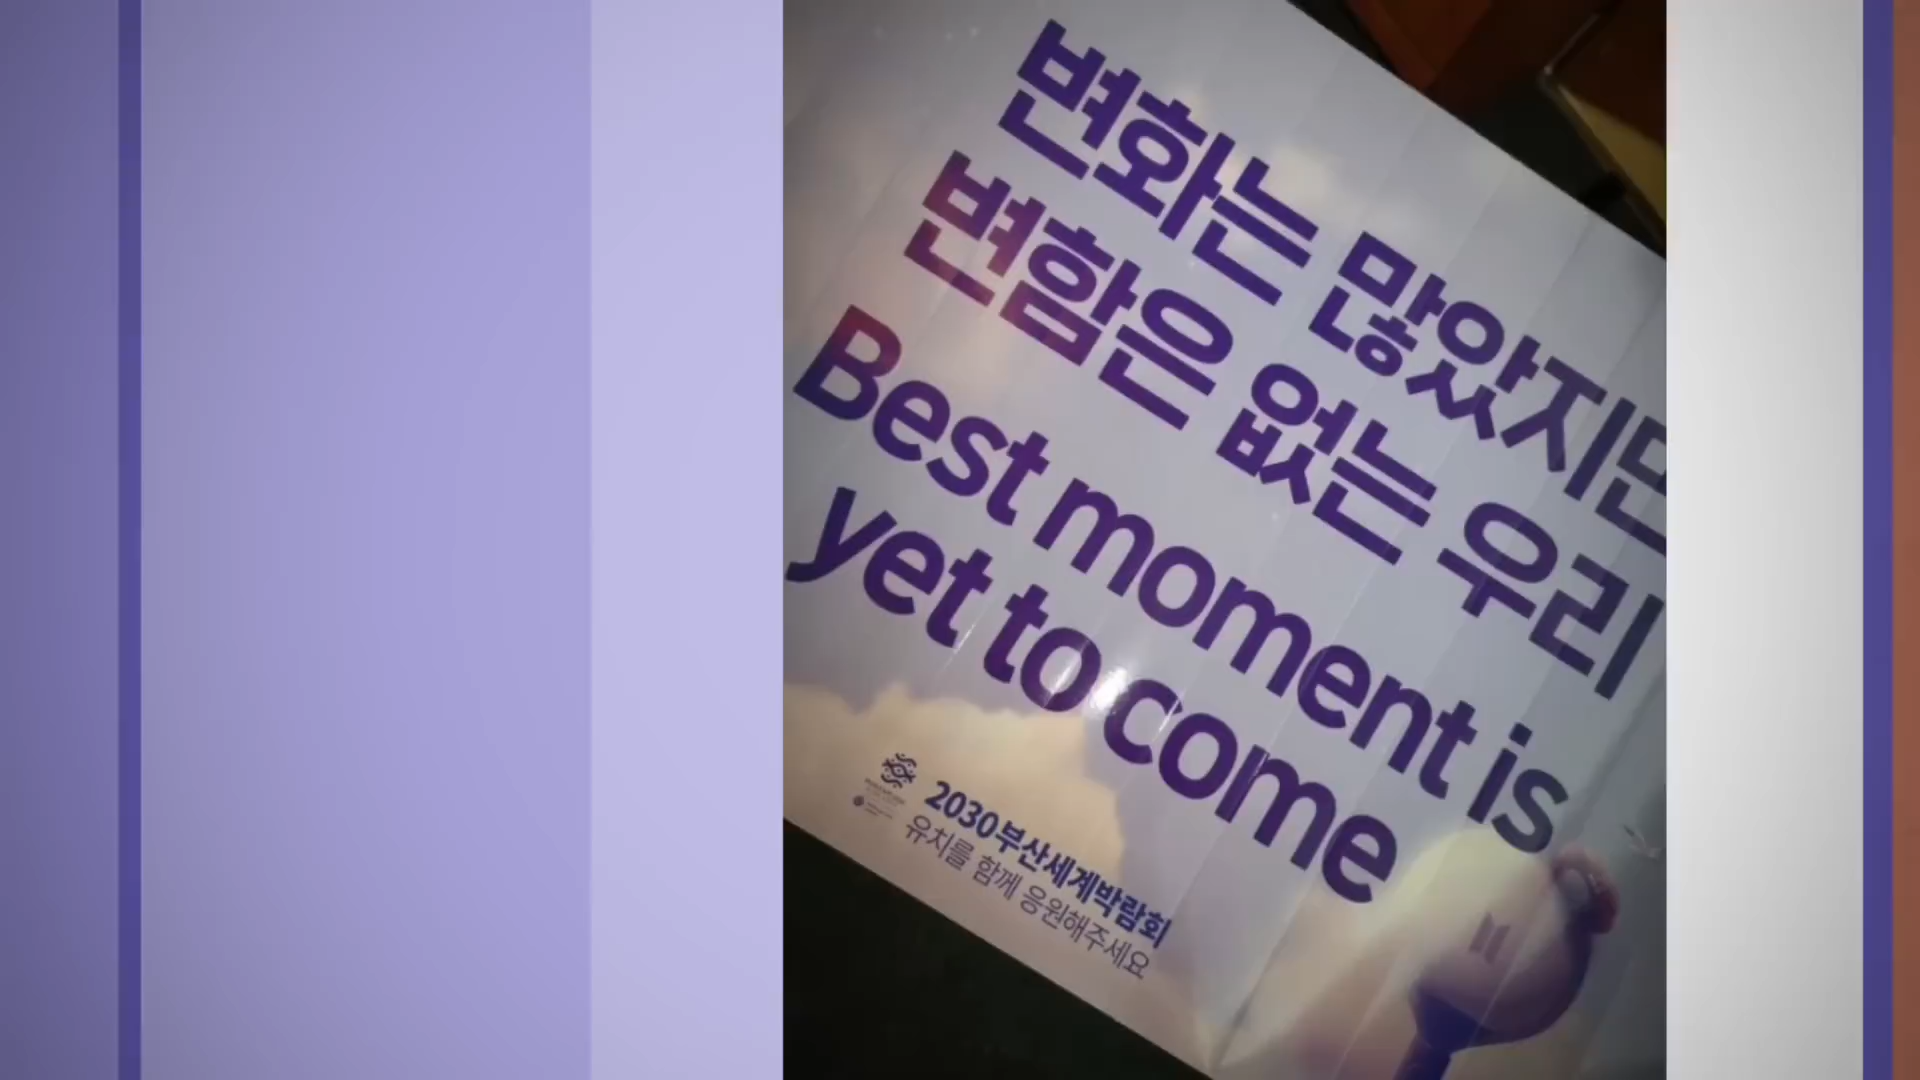 변화는 많았지만
변함은 없는 우리
Best moment is
yet to come
2030부산세계박람회
유치를 함께 응원해주세요